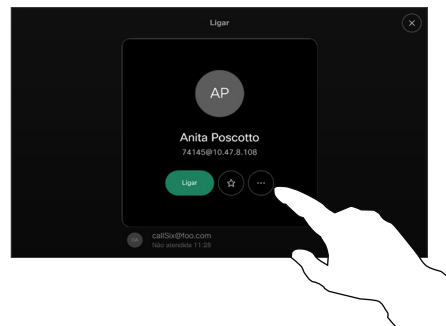 Ligar
AP
Anita Poscotto
74145@10.47.8.108
Ligar
callSix@foo.com
Não atendida 11:28